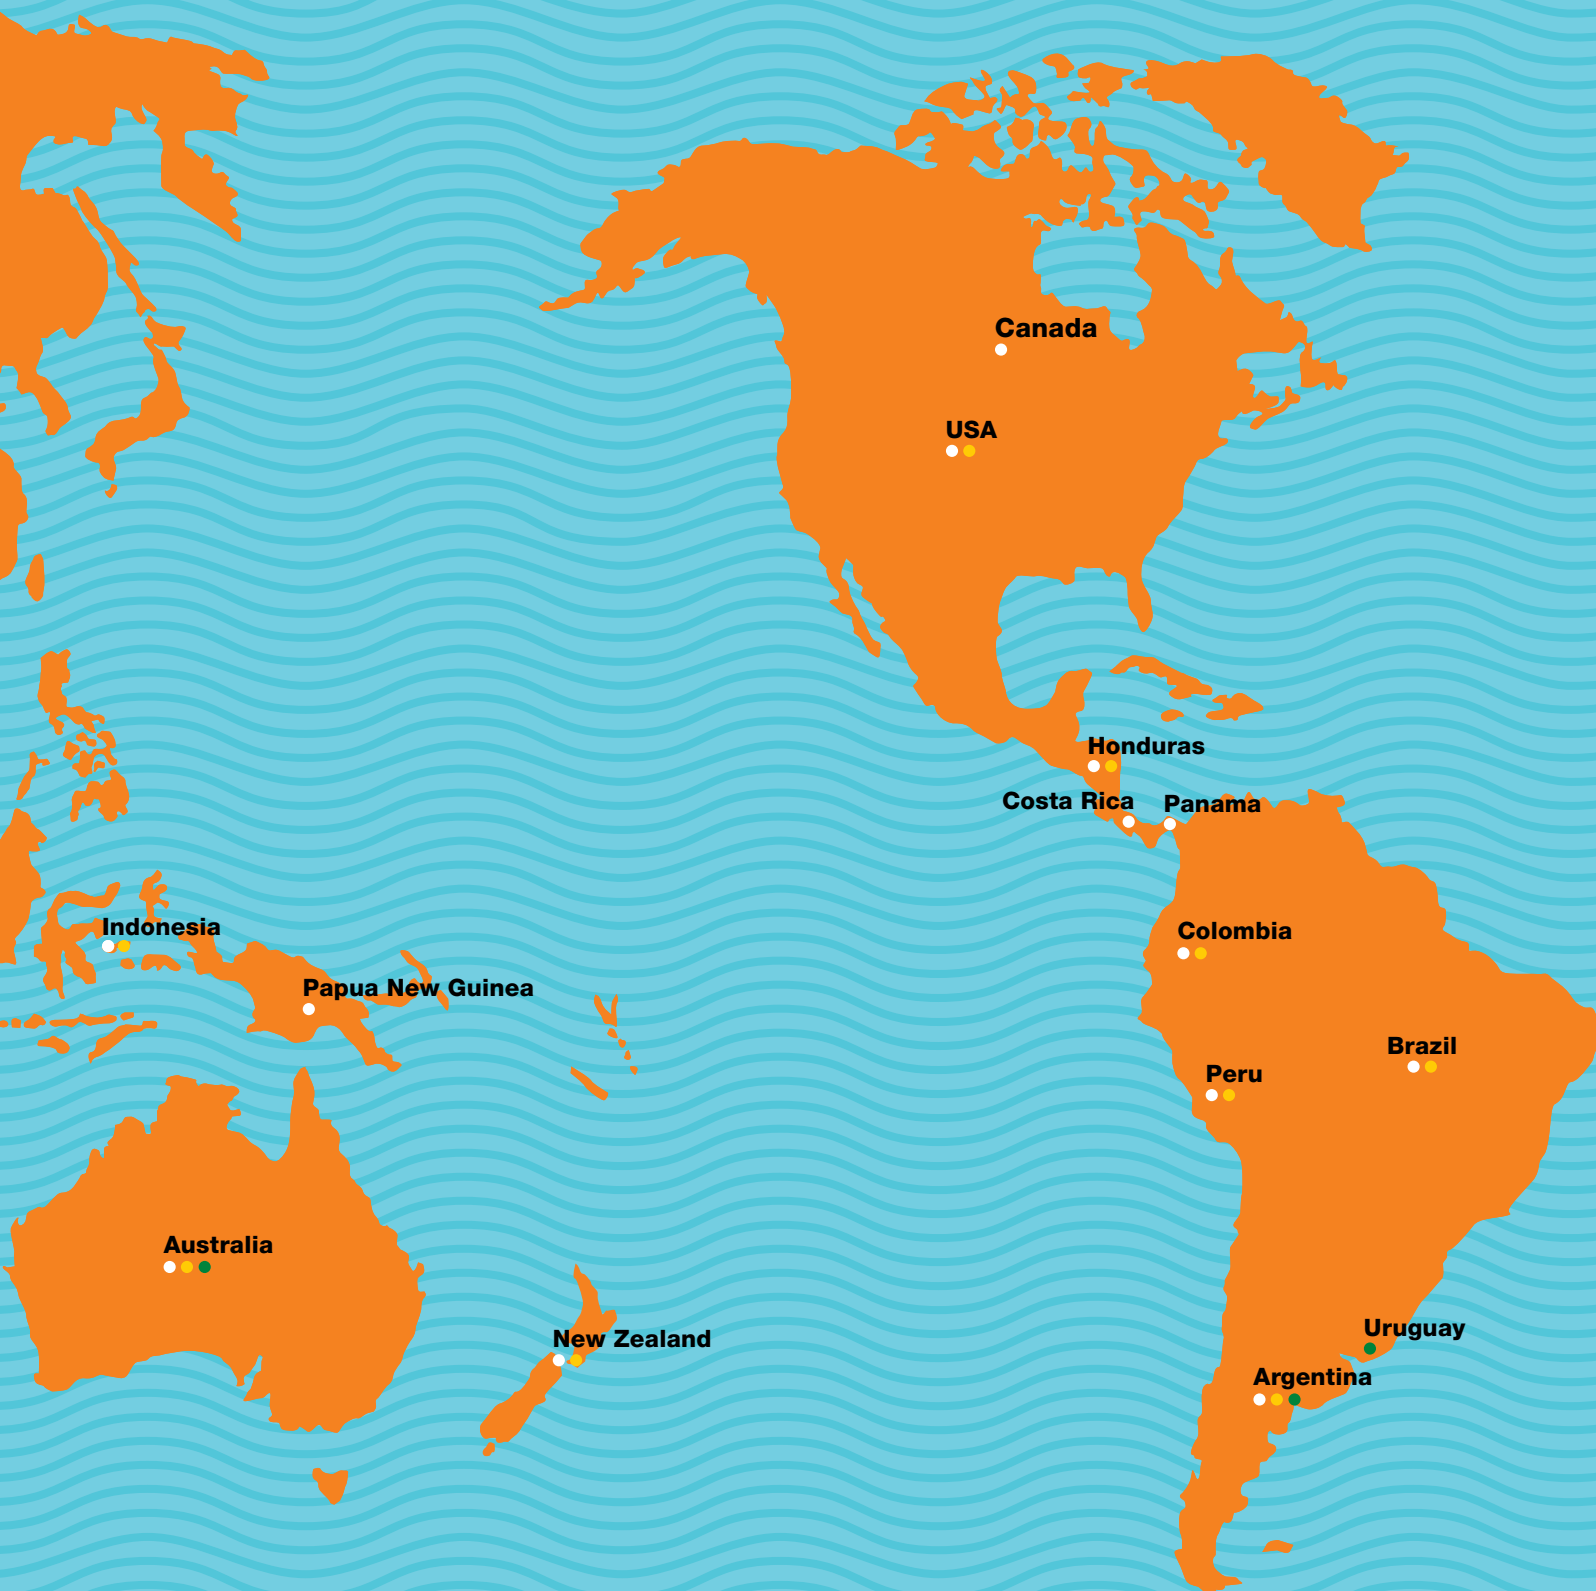 Canada
USA
Honduras
Costa Rica
Panama
Indonesia
Colombia
Papua New Guinea
Brazil
Peru
Australia
Uruguay
New Zealand
Argentina